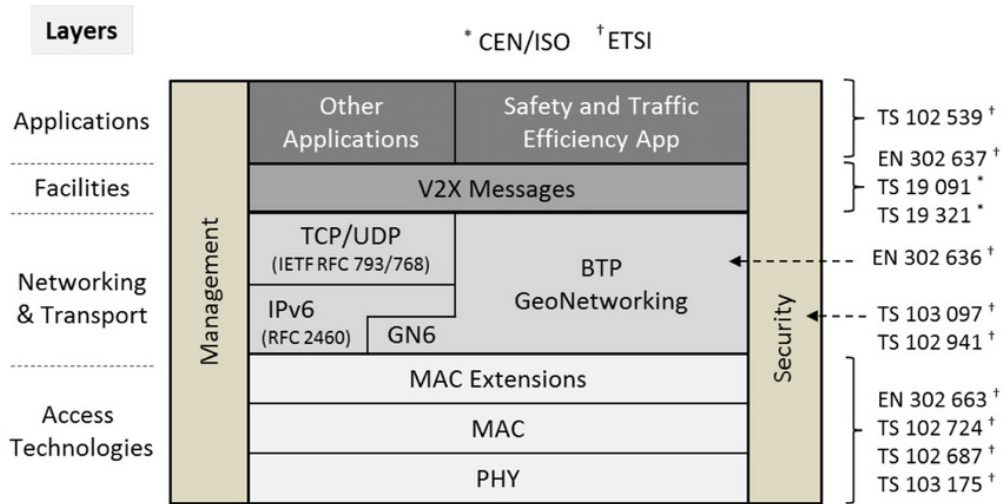 Layers
* CEN/ISO † ETSI
Applications
Facilities
Networking
& Transport
Access
Technologies
Management
Other
Applications
Safety and Traffic
Efficiency App
V2X Messages
TCP/UDP
(IETF RFC 793/768)
IPv6
(RFC 2460)
GN6
BTP
GeoNetworking
MAC Extensions
MAC
PHY
Security
TS 102 539 †
EN 302 637 †
TS 19 091 *
TS 19 321 *
EN 302 636 †
TS 103 097 †
TS 102 941 †
EN 302 663 †
TS 102 724 †
TS 102 687 †
TS 103 175 †